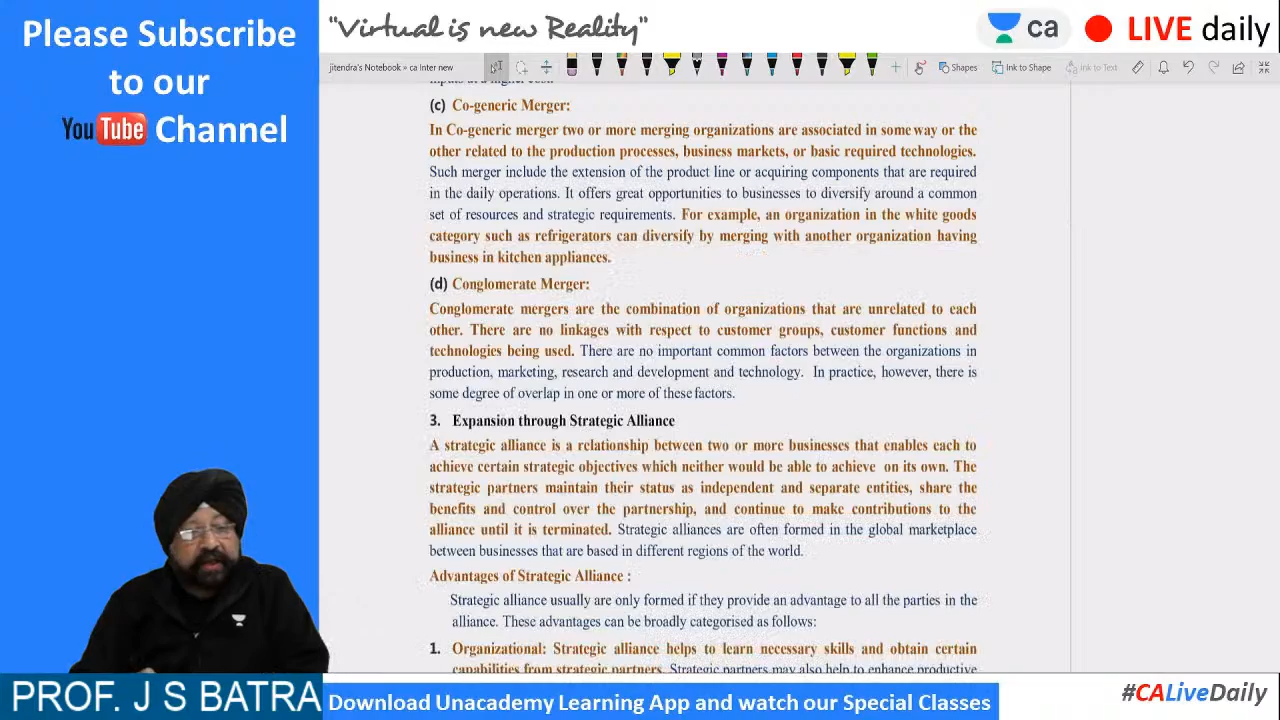 Please Subscribe
to our
YouTube Channel
"Virtual is new Reality"
ca LIVE daily
jitendra's Notebook » ca Inter new
Shapes Ink to Shape Ink to Text
inputs at a higher cost.
(c) Co-generic Merger:
In Co-generic merger two or more merging organizations are associated in some way or the
other related to the production processes, business markets, or basic required technologies.
Such merger include the extension of the product line or acquiring components that are required
in the daily operations. It offers great opportunities to businesses to diversify around a common
set of resources and strategic requirements. For example, an organization in the white goods
category such as refrigerators can diversify by merging with another organization having
business in kitchen appliances.
(d) Conglomerate Merger:
Conglomerate mergers are the combination of organizations that are unrelated to each
other. There are no linkages with respect to customer groups, customer functions and
technologies being used. There are no important common factors between the organizations in
production, marketing, research and development and technology. In practice, however, there is
some degree of overlap in one or more of these factors.
3. Expansion through Strategic Alliance
A strategic alliance is a relationship between two or more businesses that enables each to
achieve certain strategic objectives which neither would be able to achieve on its own. The
strategic partners maintain their status as independent and separate entities, share the
benefits and control over the partnership, and continue to make contributions to the
alliance until it is terminated. Strategic alliances are often formed in the global marketplace
between businesses that are based in different regions of the world.
Advantages of Strategic Alliance :
Strategic alliance usually are only formed if they provide an advantage to all the parties in the
alliance. These advantages can be broadly categorised as follows:
1. Organizational: Strategic alliance helps to learn necessary skills and obtain certain
capabilities from strategic partners. Strategic partners may also help to enhance productive
PROF. J S BATRA
Download Unacademy Learning App and watch our Special Classes
#CALiveDaily